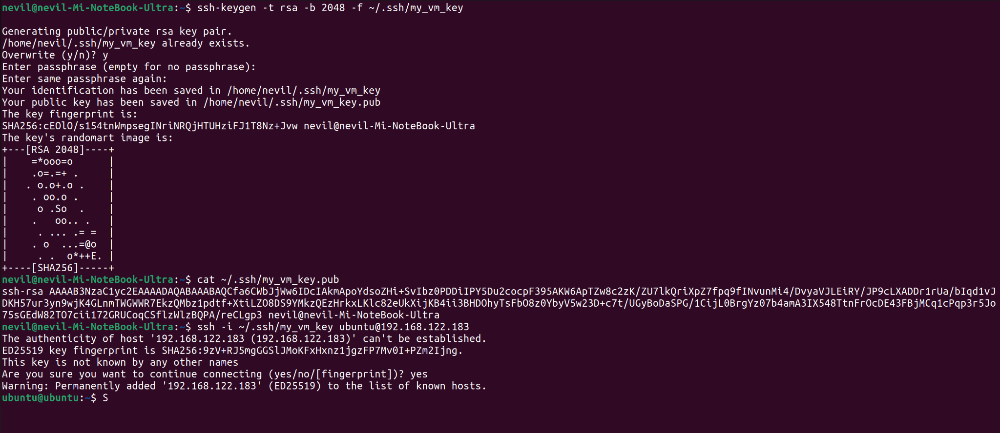 nevil@nevil-Mi-NoteBook-Ultra:~$ ssh-keygen -t rsa -b 2048 -f ~/.ssh/my_vm_key

Generating public/private rsa key pair.
/home/nevil/.ssh/my_vm_key already exists.
Overwrite (y/n)? y
Enter passphrase (empty for no passphrase):
Enter same passphrase again:
Your identification has been saved in /home/nevil/.ssh/my_vm_key
Your public key has been saved in /home/nevil/.ssh/my_vm_key.pub
The key fingerprint is:
SHA256:cEOlO/s154tnWmpsegINriNRQjHTUHziFJ1T8Nz+Jvw nevil@nevil-Mi-NoteBook-Ultra
The key's randomart image is:
+---[RSA 2048]----+
|    =*ooo=o      |
|    .o=.=+ .     |
|   . o.o+.o .    |
|    . oo.o .     |
|     o .So  .    |
|    .   oo.. .   |
|     . ... .= =  |
|    . o  ...=@o  |
|     . .  o*++E. |
+----[SHA256]-----+
nevil@nevil-Mi-NoteBook-Ultra:~$ cat ~/.ssh/my_vm_key.pub
ssh-rsa AAAAB3NzaC1yc2EAAAADAQABAAABAQCfa6CWbJjWw6IDcIAkmApoYdsoZHi+SvIbz0PDDiIPY5Du2cocpF395AKW6ApTZw8c2zK/ZU7lkQriXpZ7fpq9fINvunMi4/DvyaVJLEiRY/JP9cLXADDr1rUa/bIqd1vJ
DKH57ur3yn9wjK4GLnmTWGWWR7EkzQMbz1pdtf+XtiLZO8DS9YMkzQEzHrkxLKlc82eUkXijKB4ii3BHDOhyTsFbO8z0YbyV5w23D+c7t/UGyBoDaSPG/1CijL0BrgYz07b4amA3IX548TtnFrOcDE43FBjMCq1cPqp3r5Jo
75sGEdW82TO7cii172GRUCoqCSflzWlzBQPA/reCLgp3 nevil@nevil-Mi-NoteBook-Ultra
nevil@nevil-Mi-NoteBook-Ultra:~$ ssh -i ~/.ssh/my_vm_key ubuntu@192.168.122.183
The authenticity of host '192.168.122.183 (192.168.122.183)' can't be established.
ED25519 key fingerprint is SHA256:9zV+RJ5mgGGSlJMoKFxHxnz1jgzFP7Mv0I+PZm2Ijng.
This key is not known by any other names
Are you sure you want to continue connecting (yes/no/[fingerprint])? yes
Warning: Permanently added '192.168.122.183' (ED25519) to the list of known hosts.
ubuntu@ubuntu:~$ S